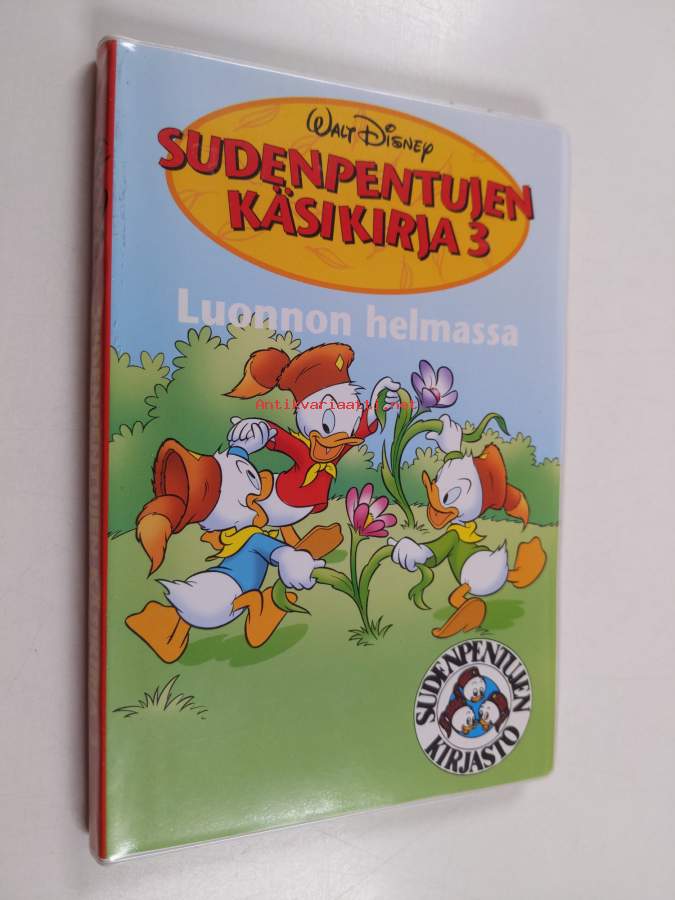 Walt Disney
SUDENPENTUJEN
KÄSIKIRJA 3
Luonnon helmassa
Antikvariaatti.net
SUDENPENTUJEN
KIRJASTO